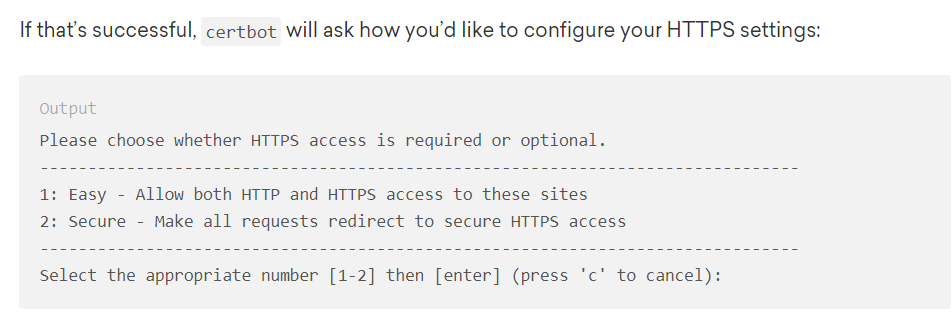 If that’s successful, certbot will ask how you’d like to configure your HTTPS settings:
Output
Please choose whether HTTPS access is required or optional.
-------------------------------------------------------------------------------
1: Easy - Allow both HTTP and HTTPS access to these sites
2: Secure - Make all requests redirect to secure HTTPS access
-------------------------------------------------------------------------------
Select the appropriate number [1-2] then [enter] (press 'c' to cancel):